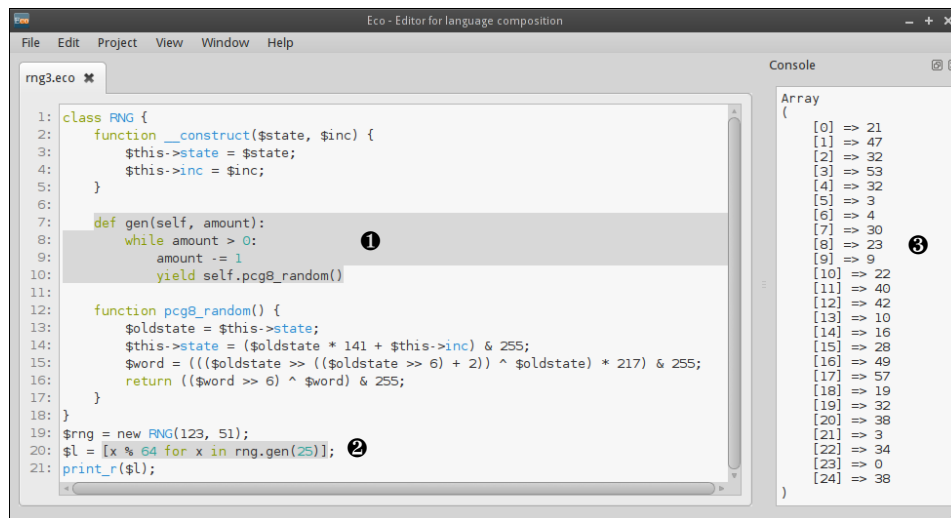 Eco
Eco - Editor for language composition
File Edit Project View Window Help
rng3.eco
Console
1: class RNG {
2: function __construct($state, $inc) {
3: $this->state = $state;
4: $this->inc = $inc;
5: }
6:
7: def gen(self, amount):
8: while amount > 0:
9: amount -= 1
10: yield self.pcg8_random()
11:
12: function pcg8_random() {
13: $oldstate = $this->state;
14: $this->state = ($oldstate * 141 + $this->inc) & 255;
15: $word = ((($oldstate >> (($oldstate >> 6) + 2)) ^ $oldstate) * 217) & 255;
16: return (($word >> 6) ^ $word) & 255;
17: }
18: }
19: $rng = new RNG(123, 51);
20: $l = [x % 64 for x in rng.gen(25)];
21: print_r($l);
❶
❷
Array
(
[0] => 21
[1] => 47
[2] => 32
[3] => 53
[4] => 32
[5] => 3
[6] => 4
[7] => 30
[8] => 23
[9] => 9
[10] => 22
[11] => 40
[12] => 42
[13] => 10
[14] => 16
[15] => 28
[16] => 49
[17] => 57
[18] => 19
[19] => 32
[20] => 38
[21] => 3
[22] => 34
[23] => 0
[24] => 38
)
❸